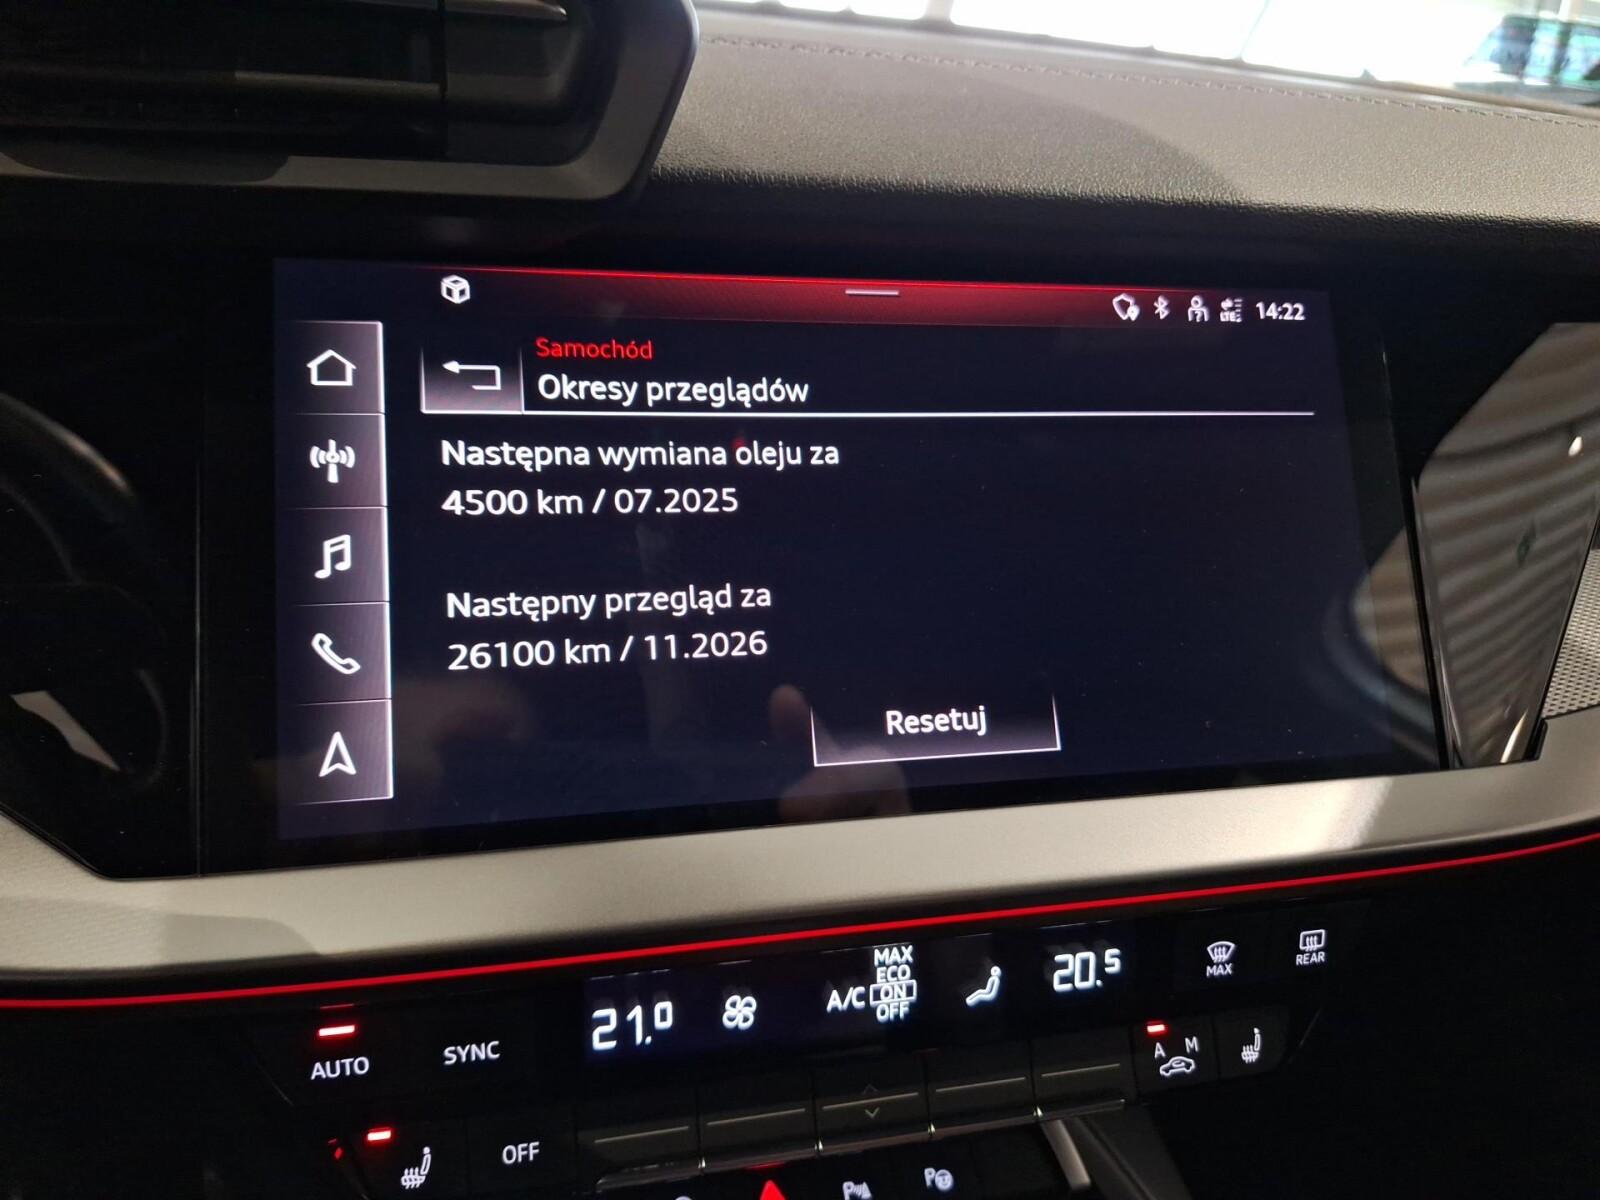 14:22
Samochód
Okresy przeglądów
Następna wymiana oleju za
4500 km / 07.2025
Następny przegląd za
26100 km / 11.2026
Resetuj
MAX
ECO
A/C ON
OFF
21.0
20.5
MAX
REAR
AUTO
SYNC
A M
OFF
P
P